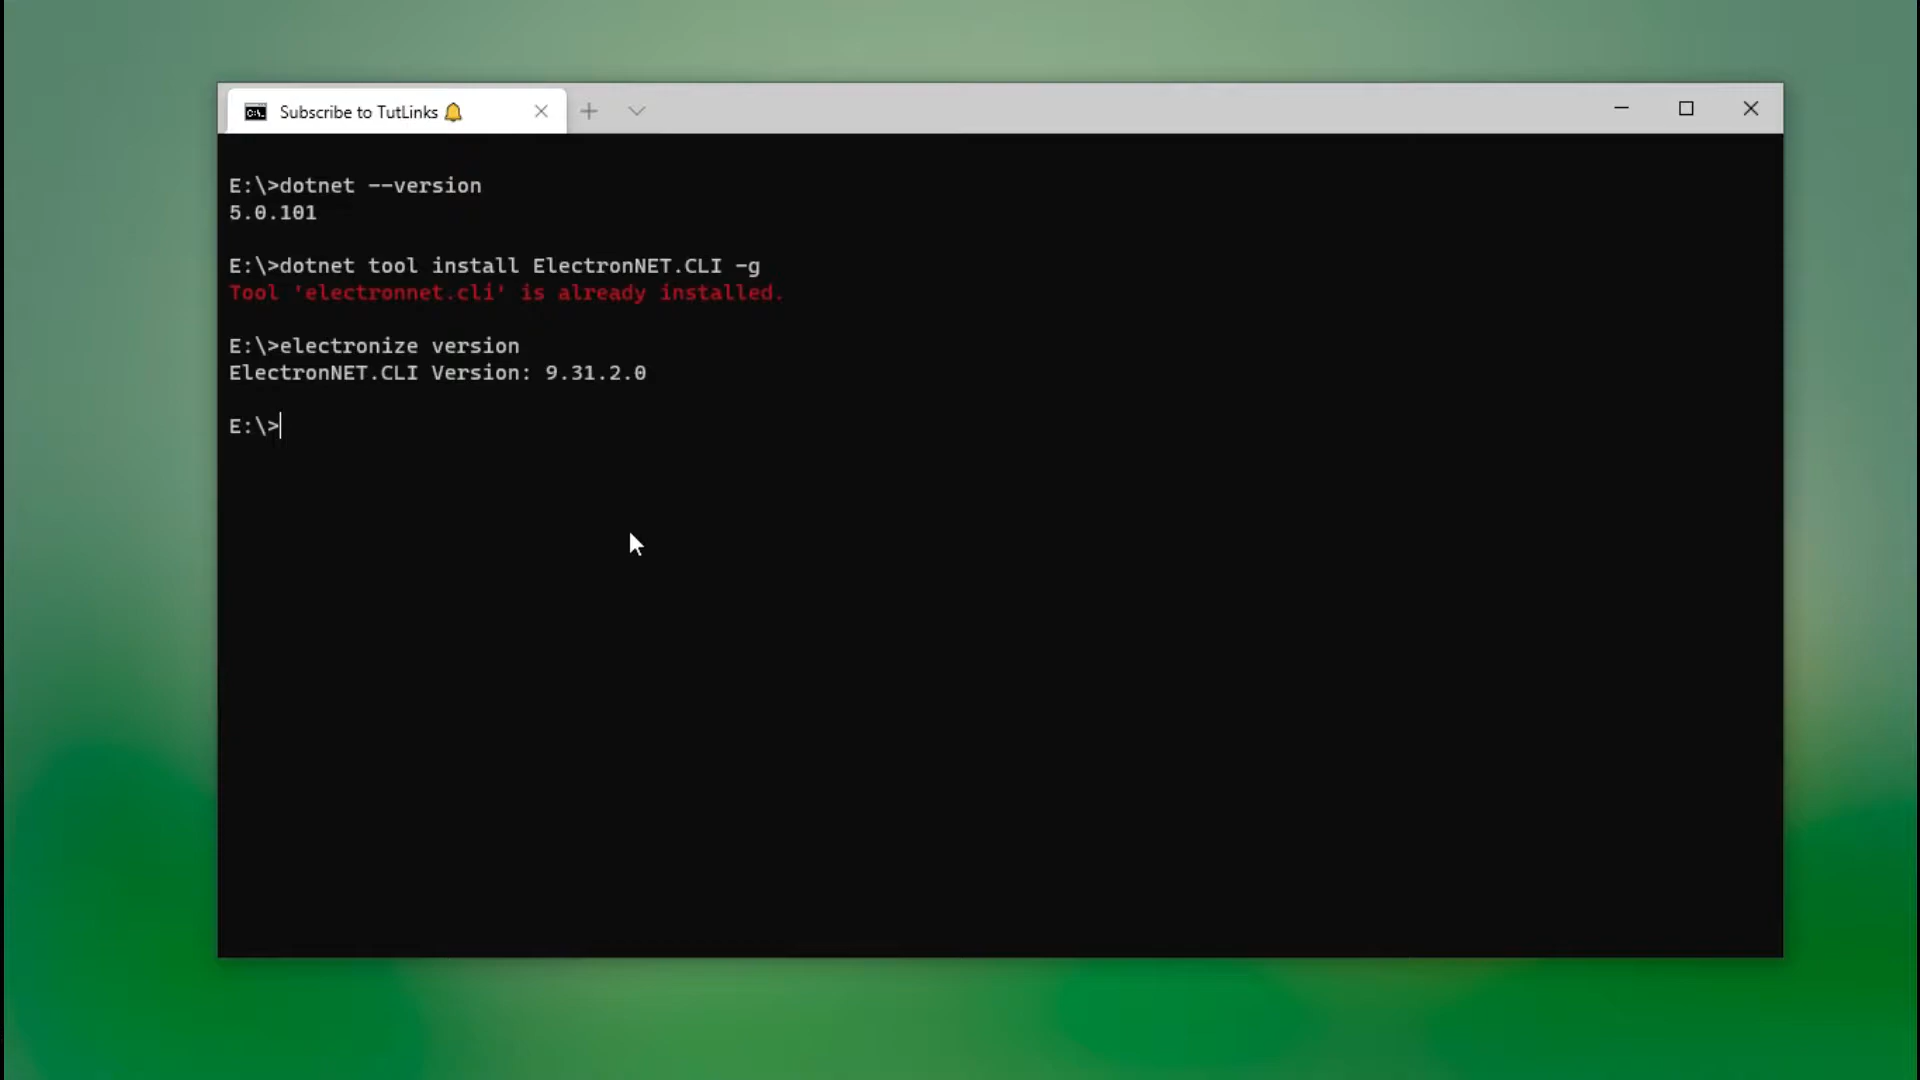 Subscribe to TutLinks 🔔
E:\>dotnet --version
5.0.101
E:\>dotnet tool install ElectronNET.CLI -g
Tool 'electronnet.cli' is already installed.
E:\>electronize version
ElectronNET.CLI Version: 9.31.2.0
E:\>